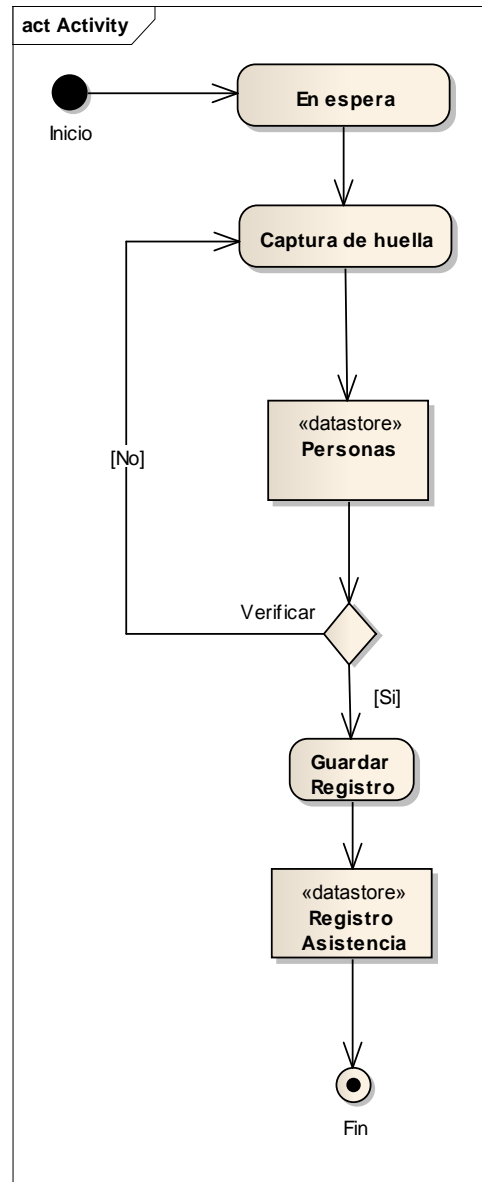 act Activity
Inicio
En espera
Captura de huella
«datastore»
Personas
[No]
Verificar
[Si]
Guardar
Registro
«datastore»
Registro
Asistencia
Fin